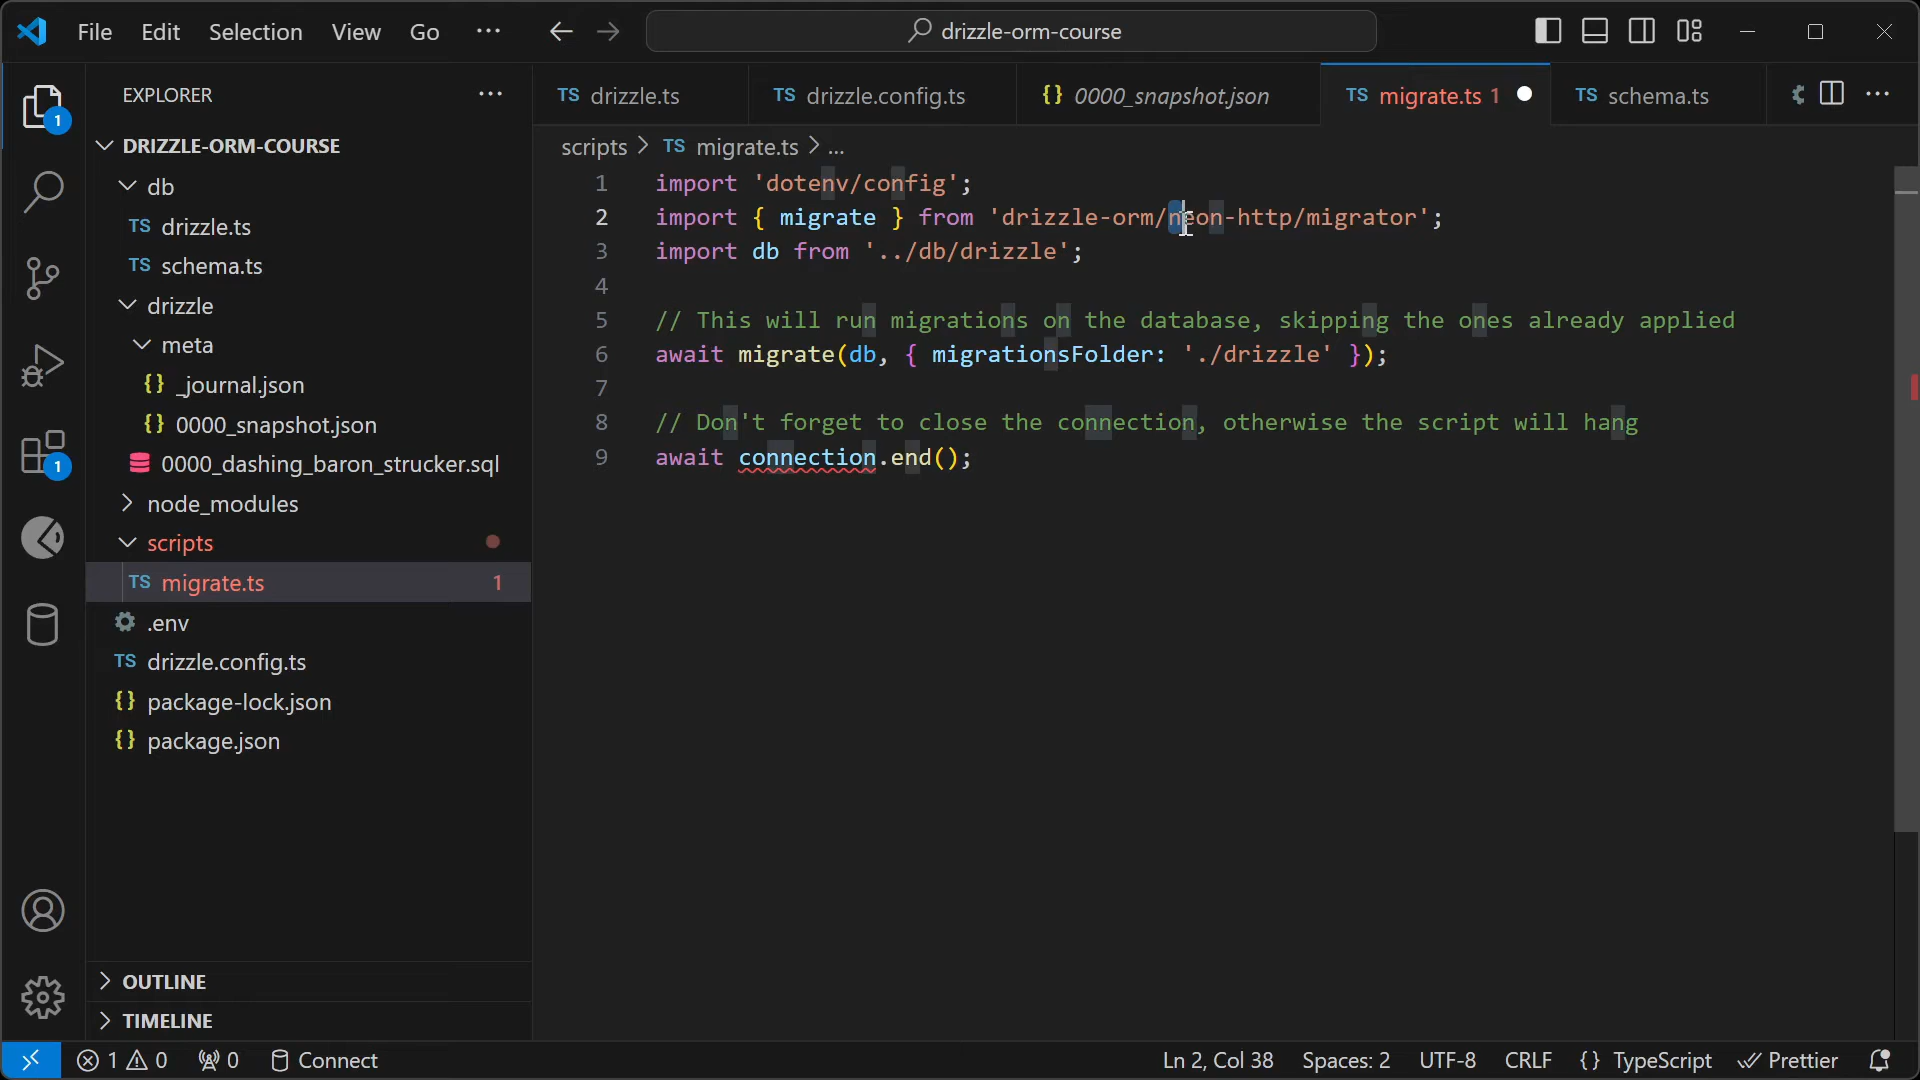 File Edit Selection View Go ··· drizzle-orm-course
EXPLORER ···
1
DRIZZLE-ORM-COURSE
db
TS drizzle.ts
TS schema.ts
drizzle
meta
{} _journal.json
{} 0000_snapshot.json
0000_dashing_baron_strucker.sql
node_modules
scripts
TS migrate.ts 1
.env
TS drizzle.config.ts
{} package-lock.json
{} package.json
1
OUTLINE
TIMELINE
TS drizzle.ts TS drizzle.config.ts {} 0000_snapshot.json TS migrate.ts 1 TS schema.ts ···
scripts > TS migrate.ts > ...
1 import 'dotenv/config';
2 import { migrate } from 'drizzle-orm/neon-http/migrator';
3 import db from '../db/drizzle';
4
5 // This will run migrations on the database, skipping the ones already applied
6 await migrate(db, { migrationsFolder: './drizzle' });
7
8 // Don't forget to close the connection, otherwise the script will hang
9 await connection.end();
1 0 0 Connect Ln 2, Col 38 Spaces: 2 UTF-8 CRLF {} TypeScript Prettier